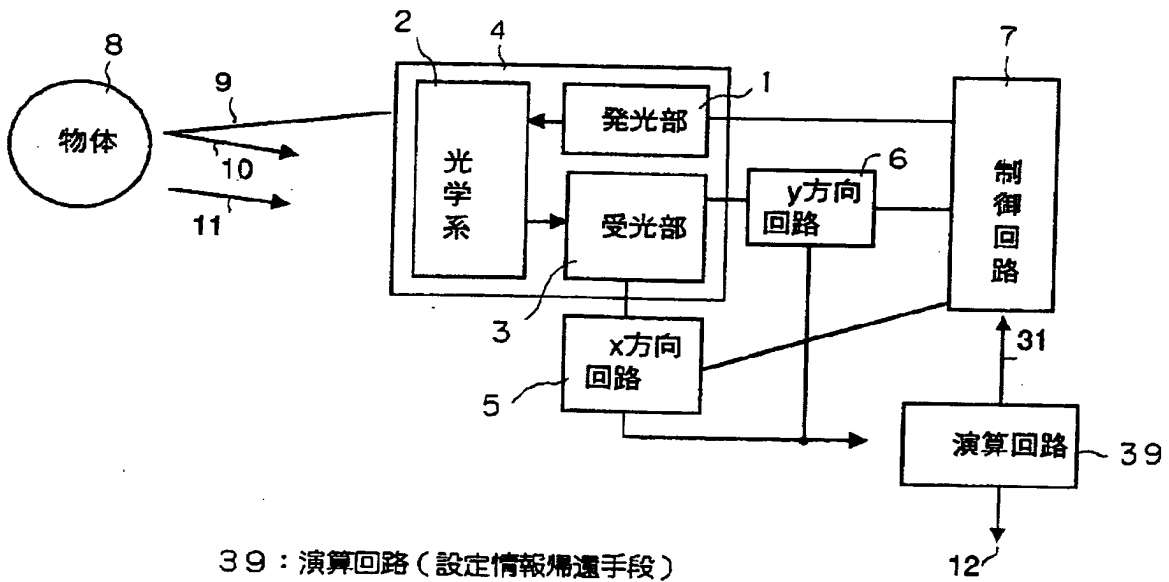 8
物体
9
10
11
2
4
光
学
系
発光部
1
受光部
3
y方向
回路
6
x方向
回路
5
7
制
御
回
路
31
演算回路
39
12
39：演算回路（設定情報帰還手段）